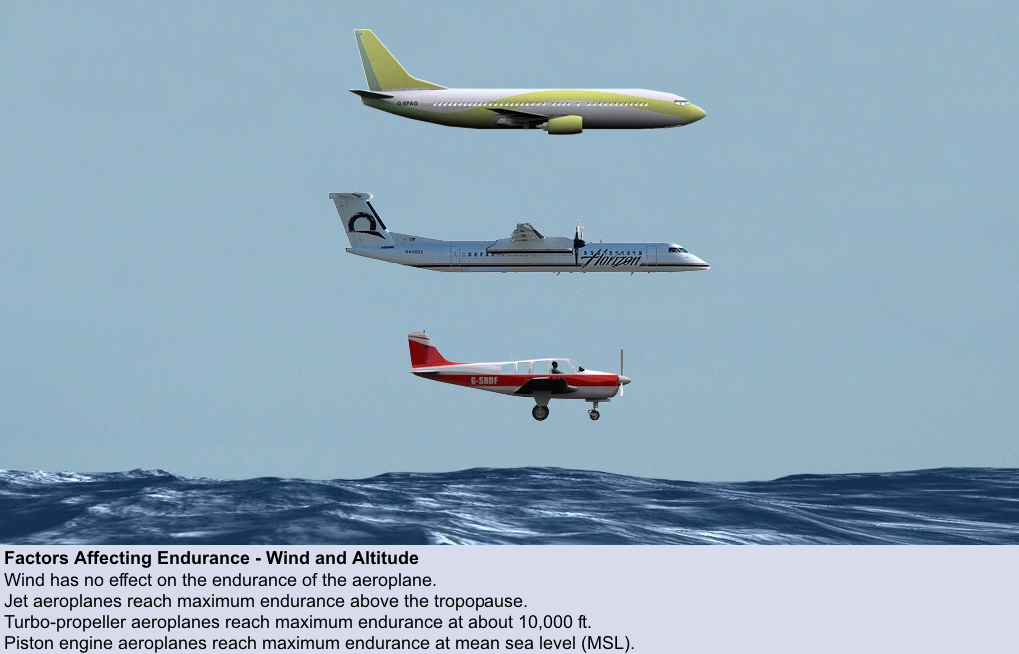 G-SFAG
Horizon
G-SADF
Factors Affecting Endurance - Wind and Altitude
Wind has no effect on the endurance of the aeroplane.
Jet aeroplanes reach maximum endurance above the tropopause.
Turbo-propeller aeroplanes reach maximum endurance at about 10,000 ft.
Piston engine aeroplanes reach maximum endurance at mean sea level (MSL).